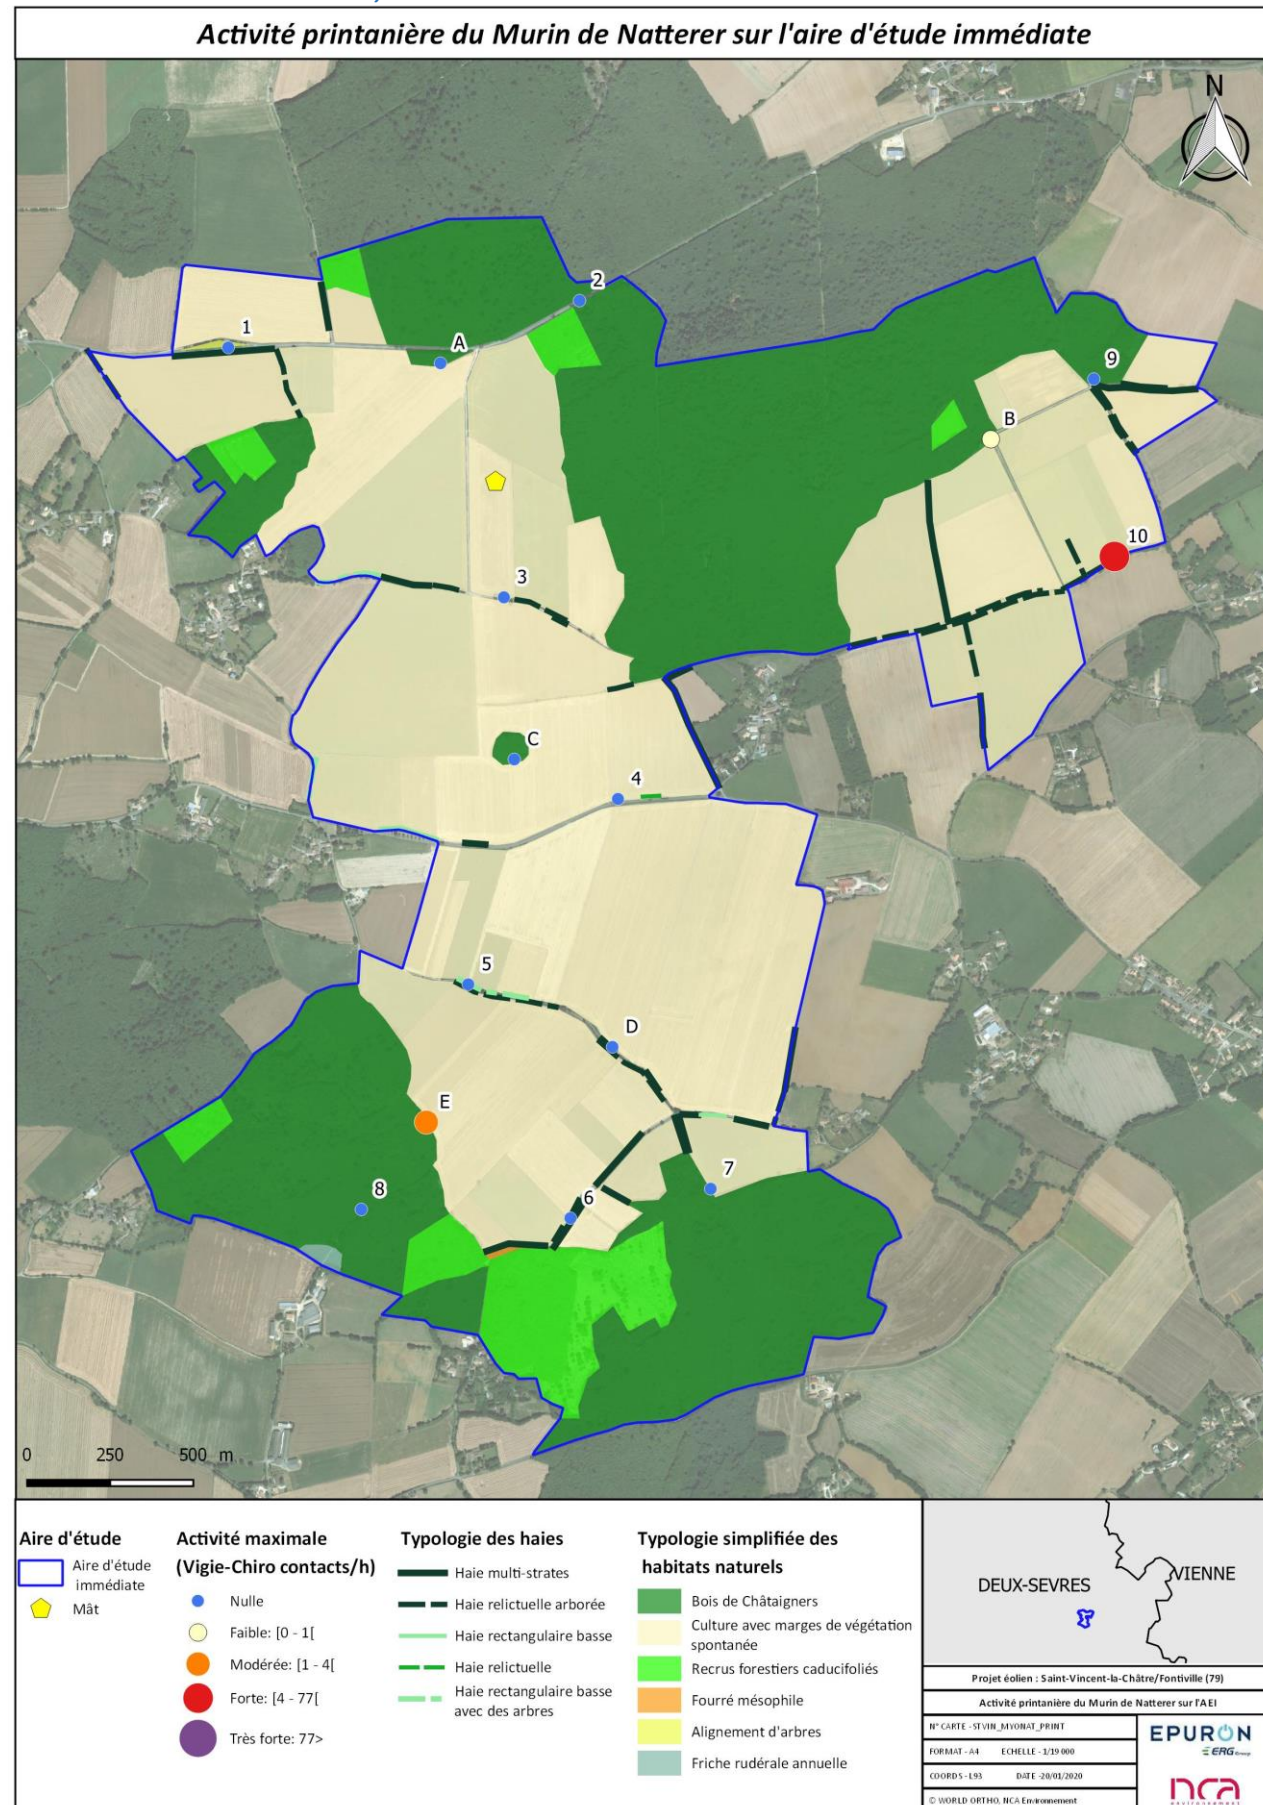 Activité printanière du Murin de Natterer sur l'aire d'étude immédiate
N
2
1
A
9
B
10
3
C
4
5
D
E
7
8
6
0 250 500 m
Aire d'étude
Aire d'étude
immédiate
Mât
Activité maximale
(Vigie-Chiro contacts/h)
Nulle
Faible: [0 - 1[
Modérée: [1 - 4[
Forte: [4 - 77[
Très forte: 77>
Typologie des haies
Haie multi-strates
Haie relictuelle arborée
Haie rectangulaire basse
Haie relictuelle
Haie rectangulaire basse
avec des arbres
Typologie simplifiée des
habitats naturels
Bois de Châtaigners
Culture avec marges de végétation
spontanée
Recrus forestiers caducifoliés
Fourré mésophile
Alignement d'arbres
Friche rudérale annuelle
DEUX-SEVRES
VIENNE
Projet éolien : Saint-Vincent-la-Châtre/Fontiville (79)
Activité printanière du Murin de Natterer sur l'AEI
N° CARTE - STVIN_MYONAT_PRINT
FORMAT - A4 ECHELLE - 1/19 000
COORDS - L93 DATE - 20/01/2020
© WORLD ORTHO, NCA Environnement
EPURON
ERG Group
nca
environnement